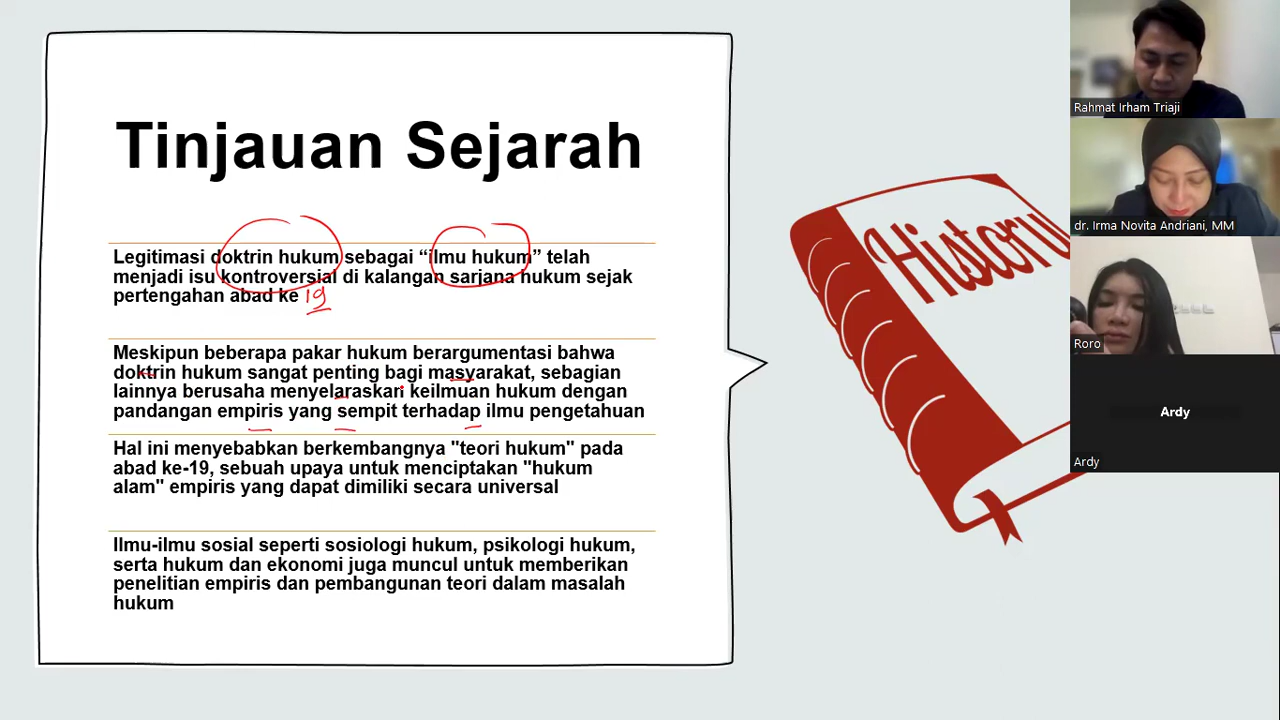 Tinjauan Sejarah
Legitimasi doktrin hukum sebagai “ilmu hukum” telah
menjadi isu kontroversial di kalangan sarjana hukum sejak
pertengahan abad ke 19
Meskipun beberapa pakar hukum berargumentasi bahwa
doktrin hukum sangat penting bagi masyarakat, sebagian
lainnya berusaha menyelaraskan keilmuan hukum dengan
pandangan empiris yang sempit terhadap ilmu pengetahuan
Hal ini menyebabkan berkembangnya "teori hukum" pada
abad ke-19, sebuah upaya untuk menciptakan "hukum
alam" empiris yang dapat dimiliki secara universal
Ilmu-ilmu sosial seperti sosiologi hukum, psikologi hukum,
serta hukum dan ekonomi juga muncul untuk memberikan
penelitian empiris dan pembangunan teori dalam masalah
hukum
History
Rahmat Irham Triaji
dr. Irma Novita Andriani, MM
Roro
Ardy
Ardy